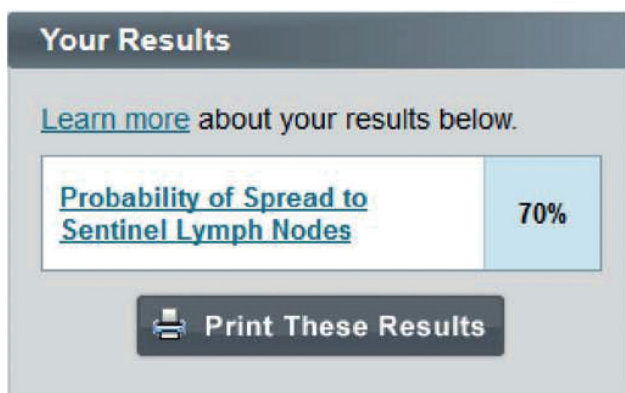 Your Results
Learn more about your results below.
Probability of Spread to
Sentinel Lymph Nodes
70%
Print These Results